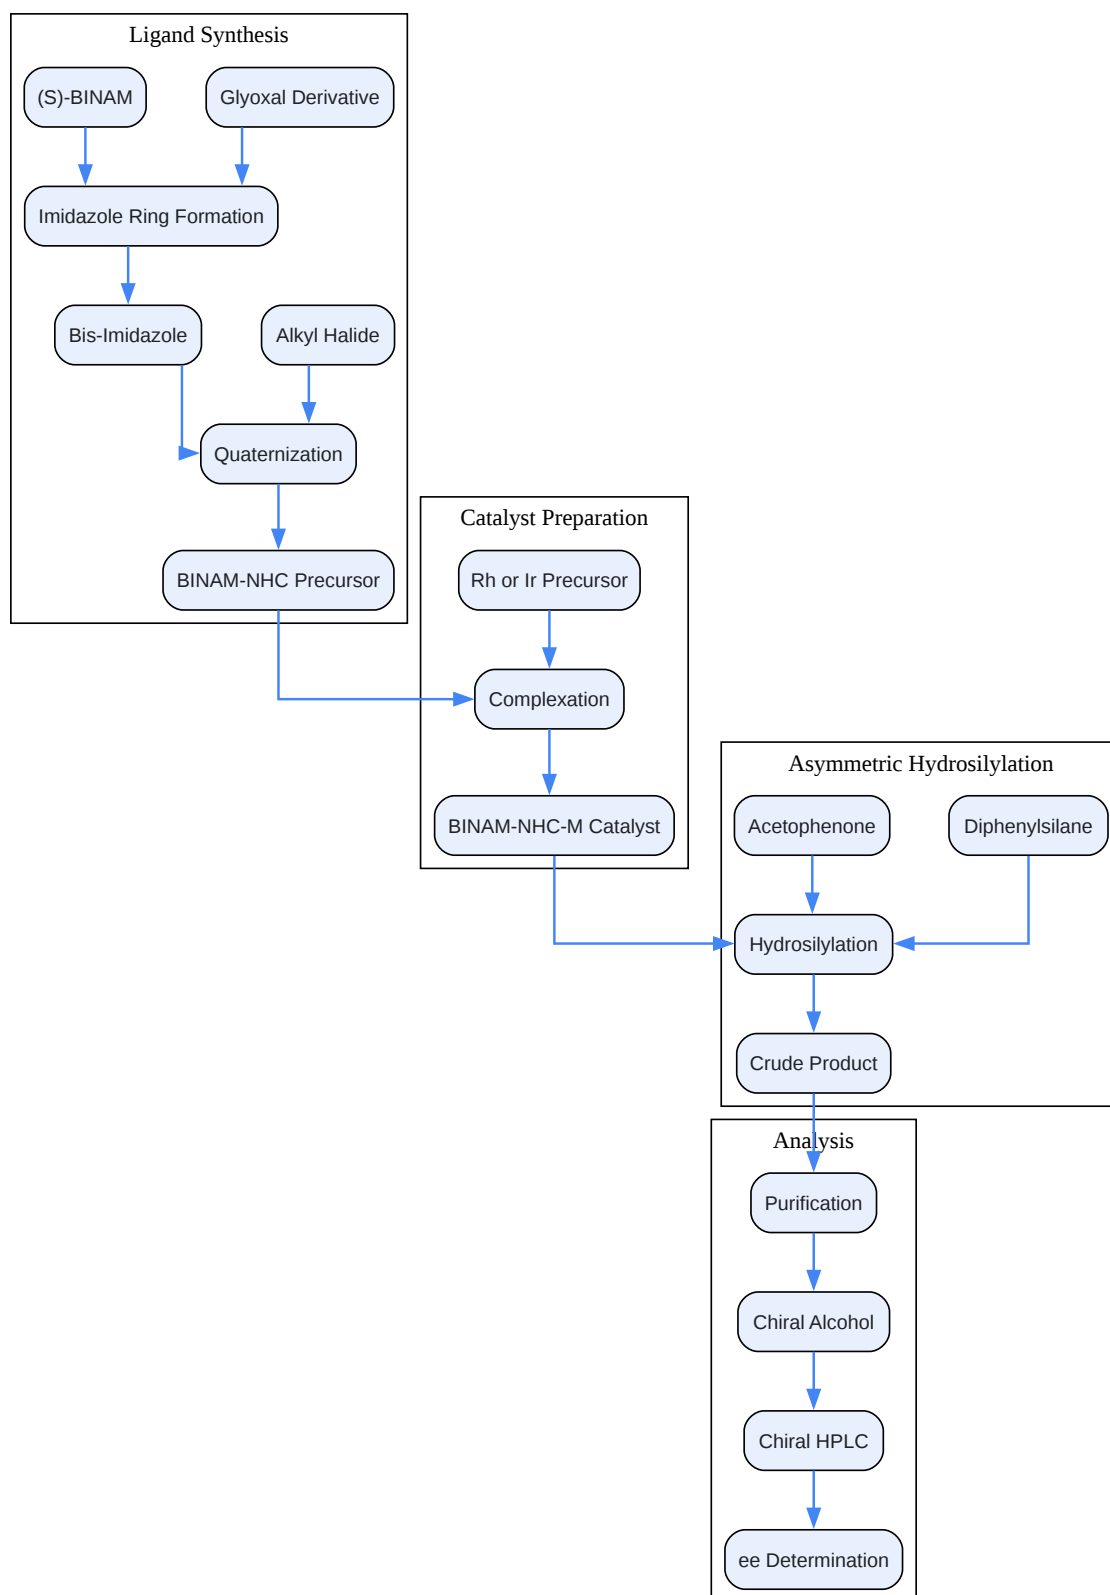 Ligand Synthesis
(S)-BINAM
Glyoxal Derivative
Imidazole Ring Formation
Bis-Imidazole
Alkyl Halide
Quaternization
BINAM-NHC Precursor
Catalyst Preparation
Rh or Ir Precursor
Complexation
BINAM-NHC-M Catalyst
Asymmetric Hydrosilylation
Acetophenone
Diphenylsilane
Hydrosilylation
Crude Product
Analysis
Purification
Chiral Alcohol
Chiral HPLC
ee Determination